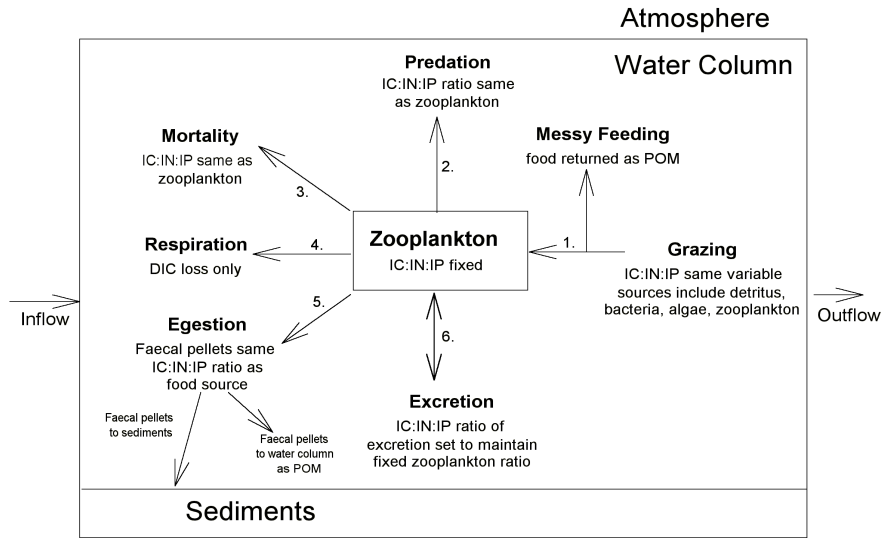 Atmosphere
Water Column
Predation
IC:IN:IP ratio same
as zooplankton
Messy Feeding
food returned as POM
Mortality
IC:IN:IP same as
zooplankton
3.
2.
Zooplankton
IC:IN:IP fixed
1.
Grazing
IC:IN:IP same variable
sources include detritus,
bacteria, algae, zooplankton
Respiration
DIC loss only
4.
Inflow
Outflow
5.
Egestion
Faecal pellets same
IC:IN:IP ratio as
food source
6.
Excretion
IC:IN:IP ratio of
excretion set to maintain
fixed zooplankton ratio
Faecal pellets
to sediments
Faecal pellets
to water column
as POM
Sediments